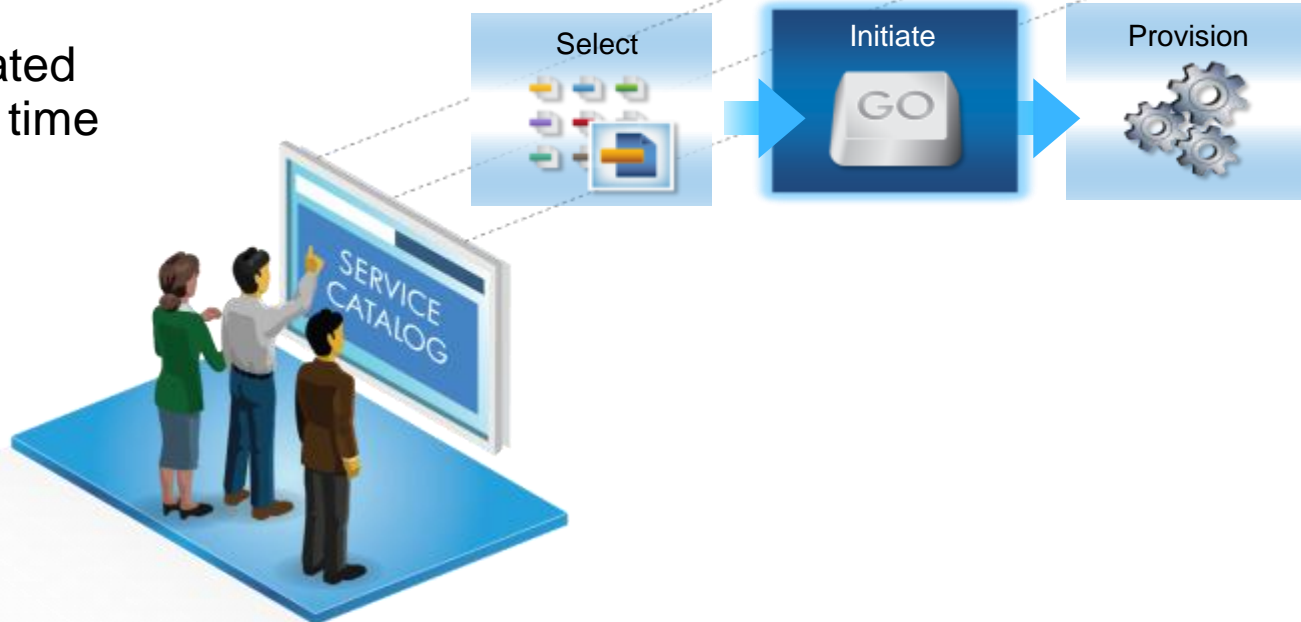 ated
time
Select
Initiate
GO
Provision
SERVICE
CATALOG